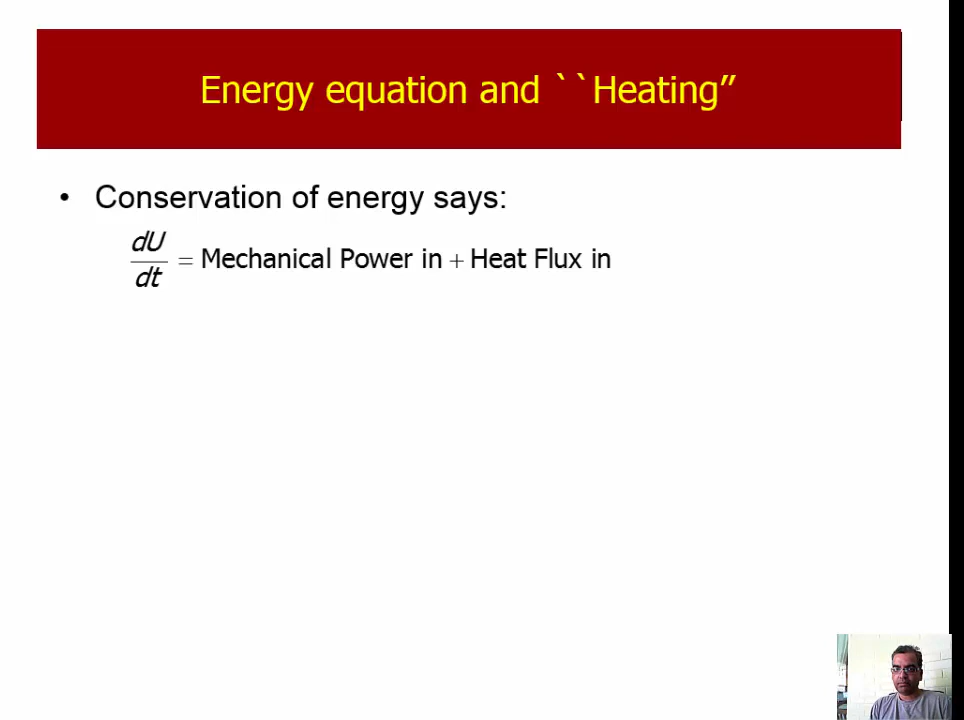 Energy equation and ``Heating”
• Conservation of energy says:
dU/dt = Mechanical Power in + Heat Flux in